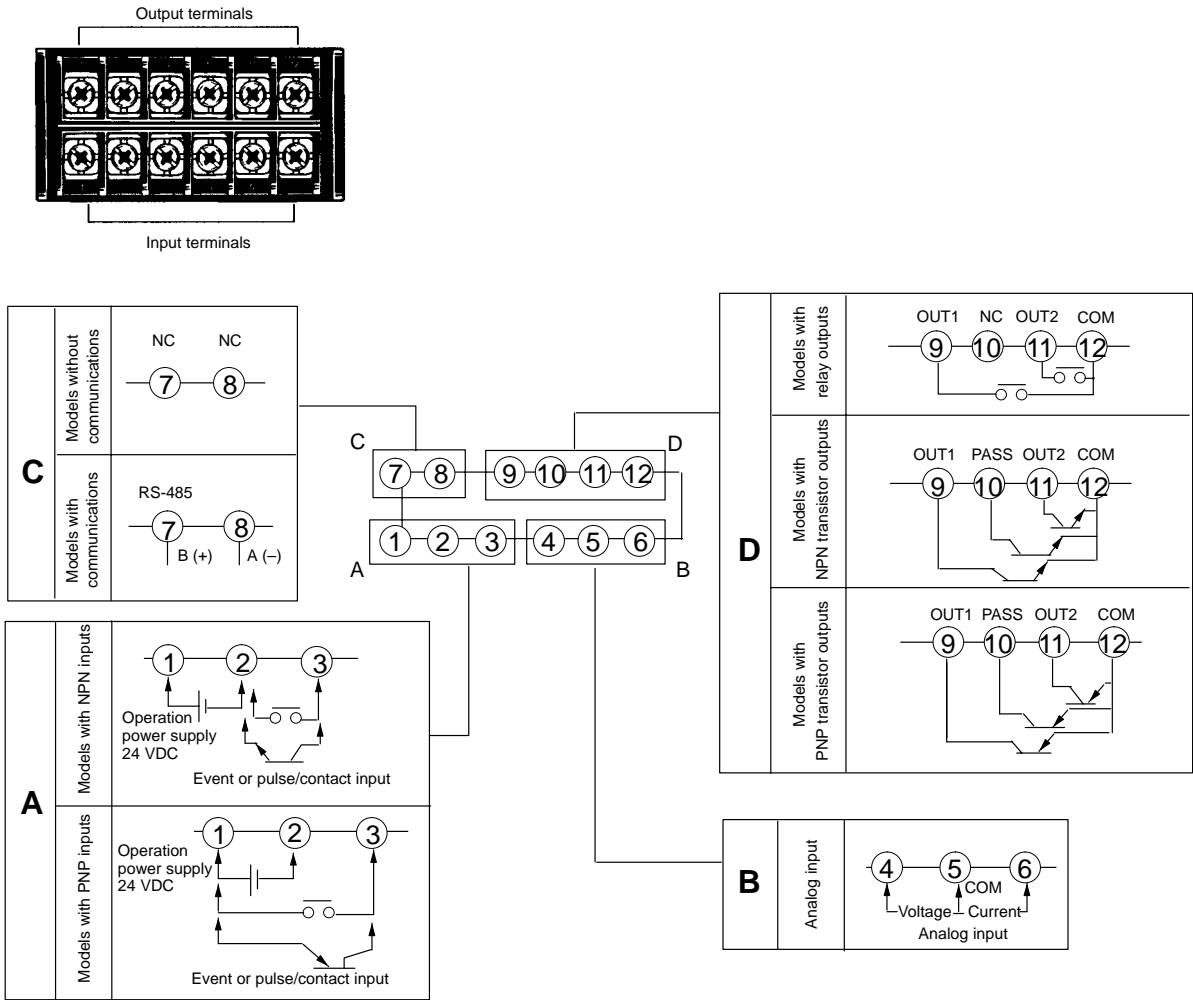 Output terminals
Input terminals
C
Models without
communications
NC NC
7 8
Models with
communications
RS-485
7 8
B (+) A (–)
C D
7 8 9 10 11 12
1 2 3 4 5 6
A B
D
Models with
relay outputs
OUT1 NC OUT2 COM
9 10 11 12
Models with
NPN transistor outputs
OUT1 PASS OUT2 COM
9 10 11 12
Models with
PNP transistor outputs
OUT1 PASS OUT2 COM
9 10 11 12
A
Models with NPN inputs
1 2 3
Operation
power supply
24 VDC
Event or pulse/contact input
Models with PNP inputs
1 2 3
Operation
power supply
24 VDC
Event or pulse/contact input
B
Analog input
4 5 6
COM
Voltage Current
Analog input